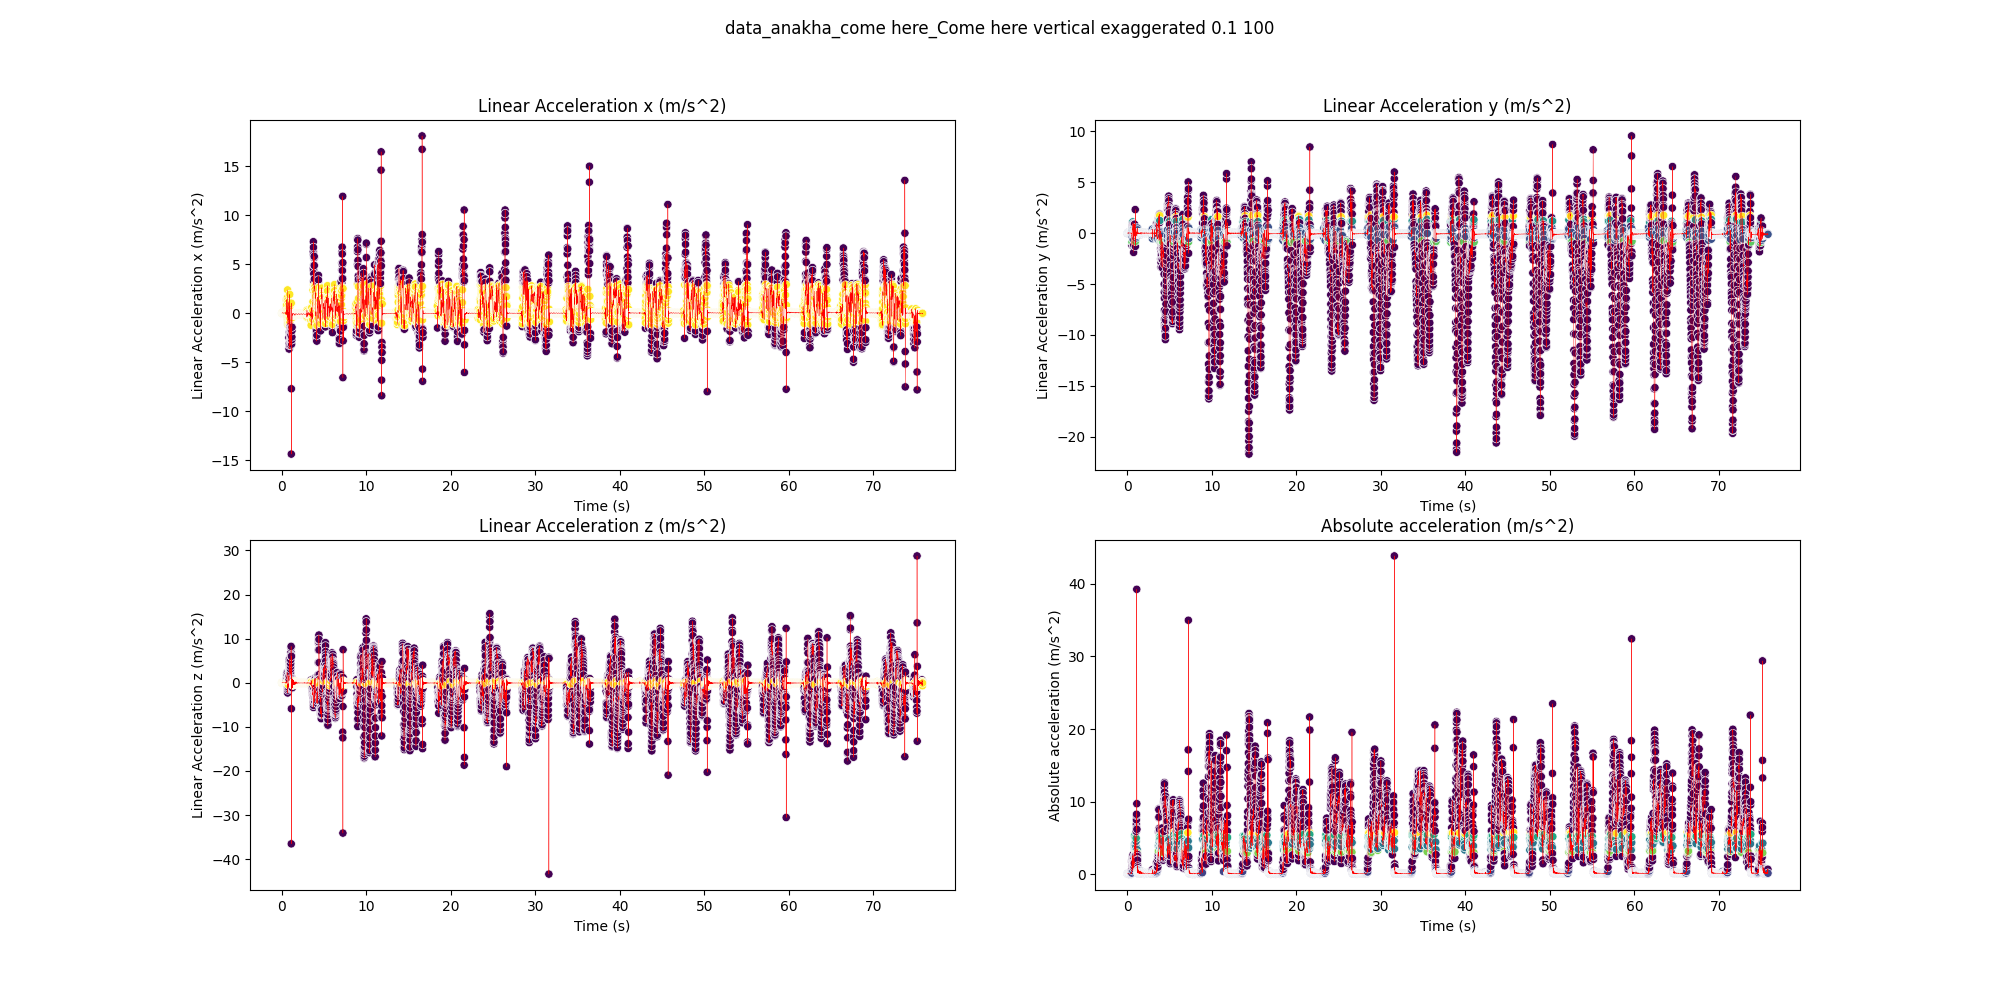 data_anakha_come here_Come here vertical exaggerated 0.1 100
Linear Acceleration x (m/s^2)
Linear Acceleration x (m/s^2)
15
10
5
0
−5
−10
−15
0 10 20 30 40 50 60 70
Time (s)
Linear Acceleration y (m/s^2)
Linear Acceleration y (m/s^2)
10
5
0
−5
−10
−15
−20
0 10 20 30 40 50 60 70
Time (s)
Linear Acceleration z (m/s^2)
Linear Acceleration z (m/s^2)
30
20
10
0
−10
−20
−30
−40
0 10 20 30 40 50 60 70
Time (s)
Absolute acceleration (m/s^2)
Absolute acceleration (m/s^2)
40
30
20
10
0
0 10 20 30 40 50 60 70
Time (s)